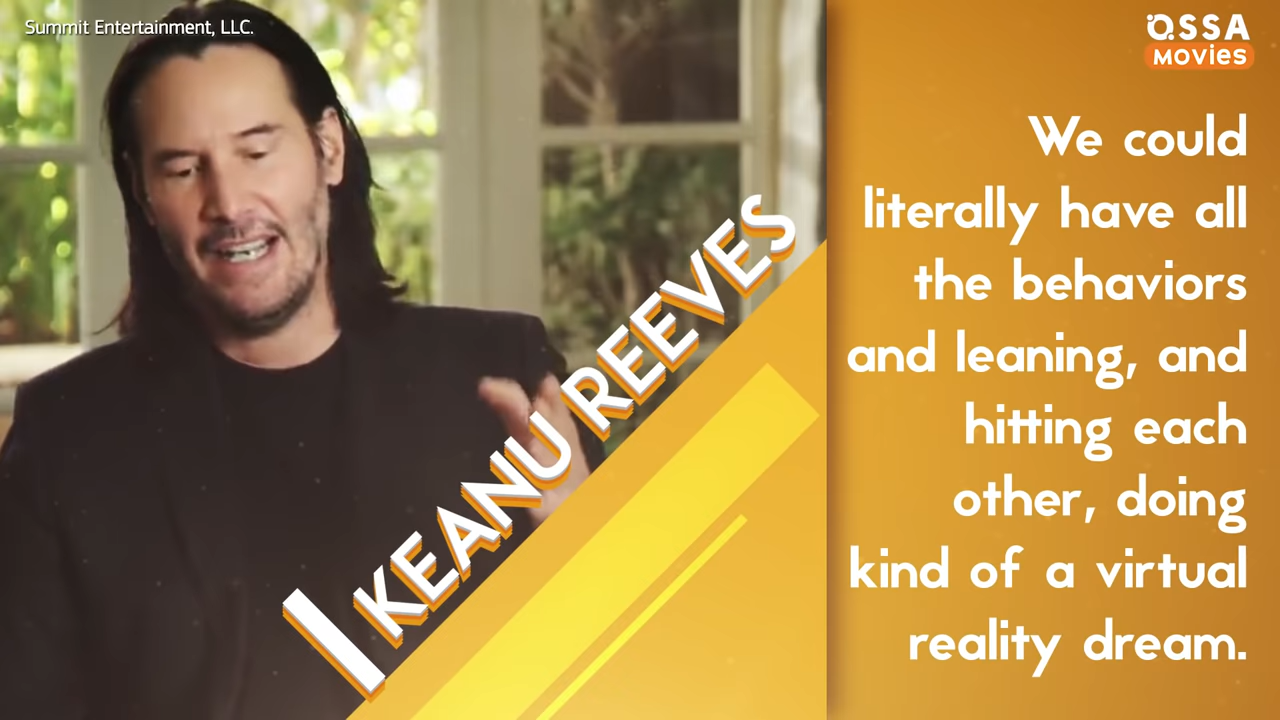 Summit Entertainment, LLC.
OSSA
MOVIES
KEANU REEVES
We could
literally have all
the behaviors
and leaning, and
hitting each
other, doing
kind of a virtual
reality dream.